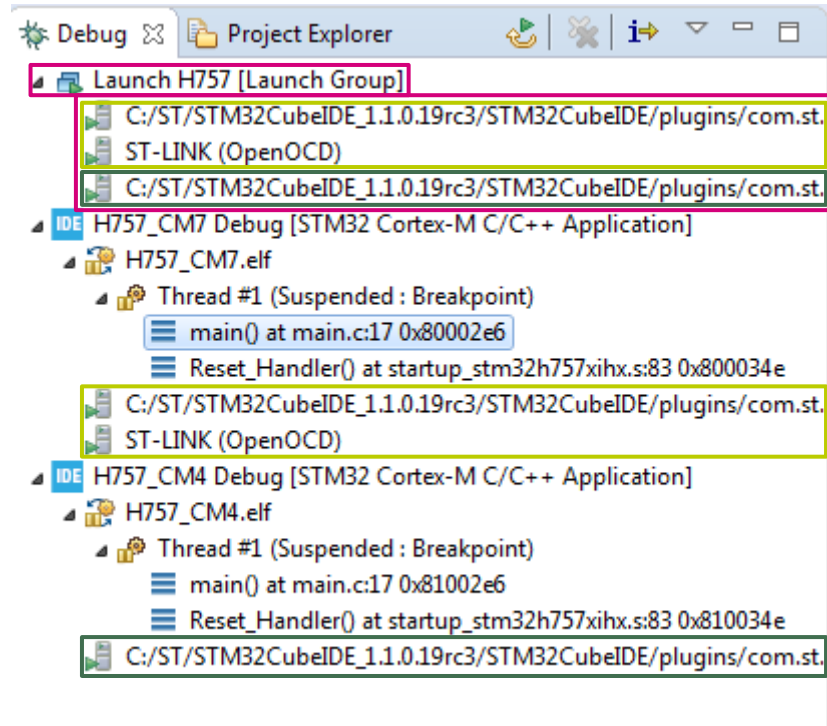 Debug Project Explorer
Launch H757 [Launch Group]
C:/ST/STM32CubeIDE_1.1.0.19rc3/STM32CubeIDE/plugins/com.st.
ST-LINK (OpenOCD)
C:/ST/STM32CubeIDE_1.1.0.19rc3/STM32CubeIDE/plugins/com.st.
IDE H757_CM7 Debug [STM32 Cortex-M C/C++ Application]
H757_CM7.elf
Thread #1 (Suspended : Breakpoint)
main() at main.c:17 0x80002e6
Reset_Handler() at startup_stm32h757xihx.s:83 0x800034e
C:/ST/STM32CubeIDE_1.1.0.19rc3/STM32CubeIDE/plugins/com.st.
ST-LINK (OpenOCD)
IDE H757_CM4 Debug [STM32 Cortex-M C/C++ Application]
H757_CM4.elf
Thread #1 (Suspended : Breakpoint)
main() at main.c:17 0x81002e6
Reset_Handler() at startup_stm32h757xihx.s:83 0x810034e
C:/ST/STM32CubeIDE_1.1.0.19rc3/STM32CubeIDE/plugins/com.st.